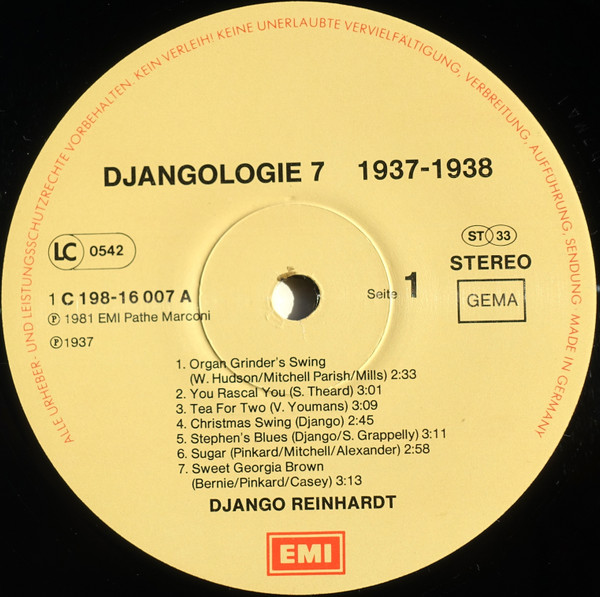 ALLE URHEBER- UND LEISTUNGSSCHUTZRECHTE VORBEHALTEN. KEIN VERLEIH! KEINE UNERLAUBTE VERVIELFÄLTIGUNG, VERBREITUNG, AUFFÜHRUNG, SENDUNG. MADE IN GERMANY
DJANGOLOGIE 7 1937-1938
LC 0542
ST 33
STEREO
GEMA
1 C 198-16 007 A
Seite 1
℗ 1981 EMI Pathe Marconi
℗ 1937
1. Organ Grinder's Swing
(W. Hudson/Mitchell Parish/Mills) 2:33
2. You Rascal You (S. Theard) 3:01
3. Tea For Two (V. Youmans) 3:09
4. Christmas Swing (Django) 2:45
5. Stephen's Blues (Django/S. Grappelly) 3:11
6. Sugar (Pinkard/Mitchell/Alexander) 2:58
7. Sweet Georgia Brown
(Bernie/Pinkard/Casey) 3:13
DJANGO REINHARDT
EMI